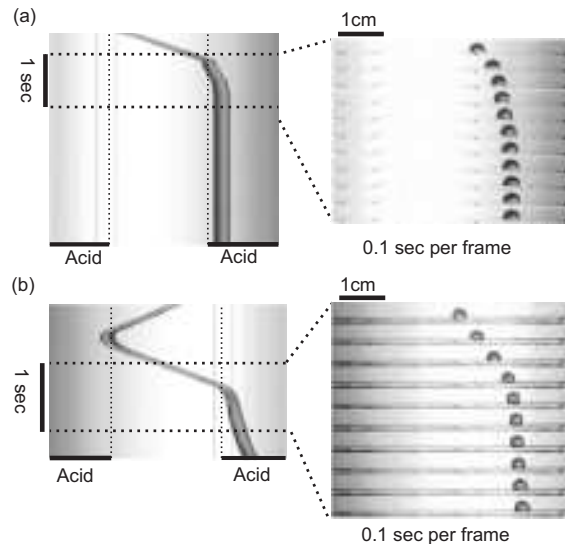 (a)
1cm
1 sec
Acid
Acid
0.1 sec per frame
(b)
1cm
1 sec
Acid
Acid
0.1 sec per frame